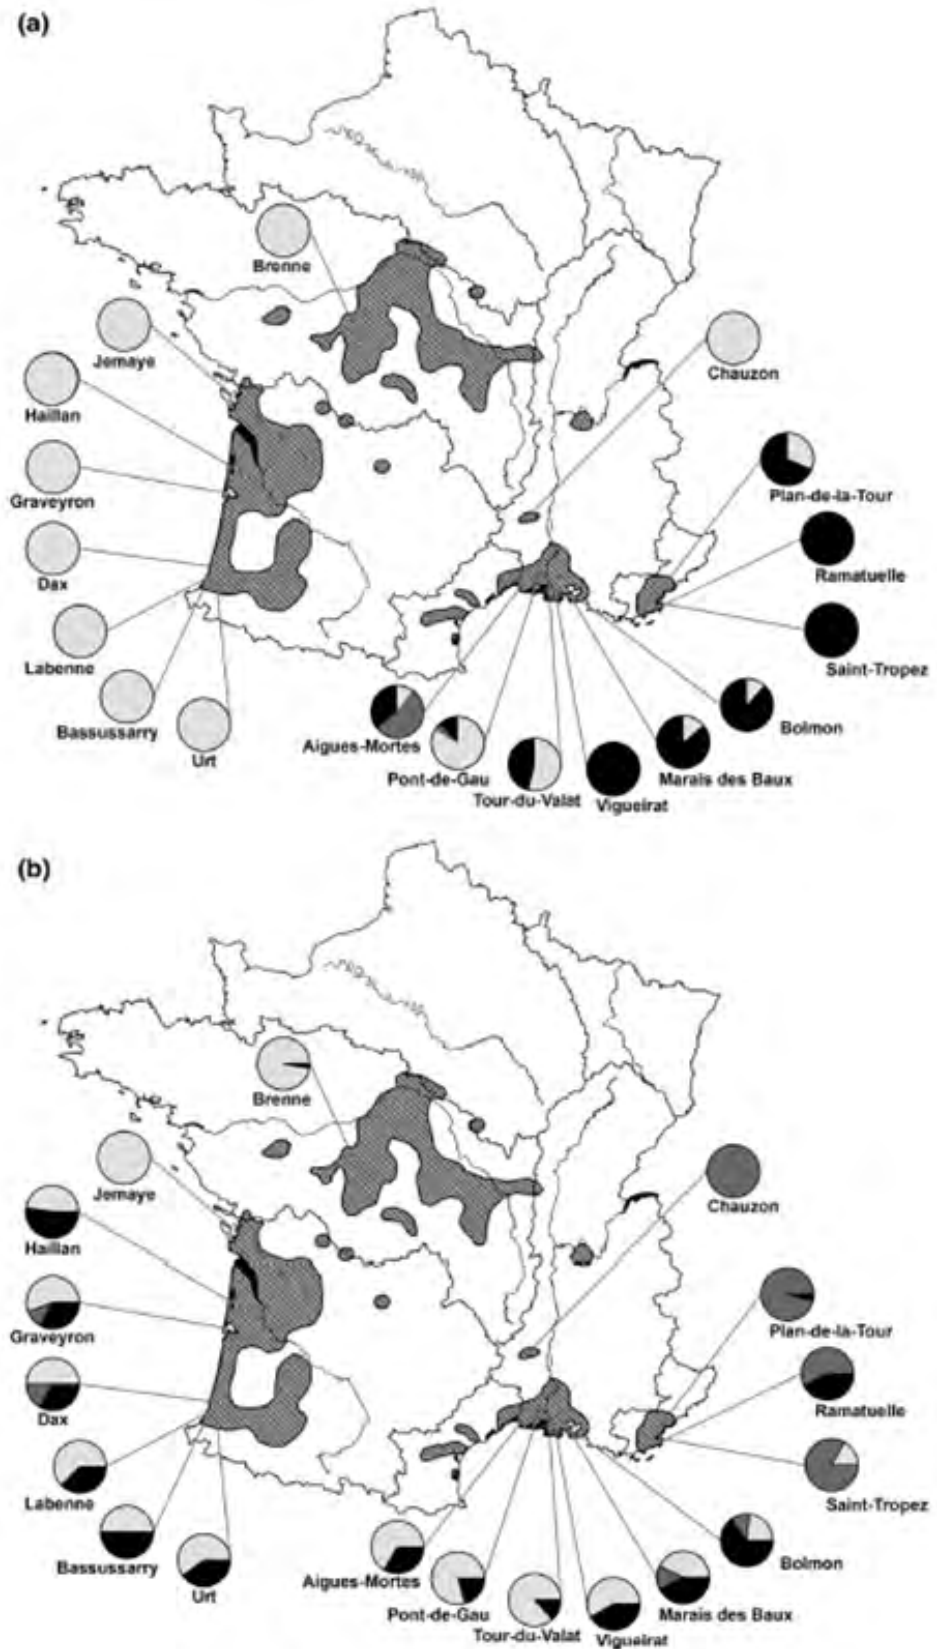 (a)
Brenne
Jemaye
Chauzon
Haillan
Plan-de-la-Tour
Graveyron
Ramatuelle
Dax
Saint-Tropez
Labenne
Bassussarry
Urt
Aigues-Mortes
Bolmon
Pont-de-Gau
Marais des Baux
Tour-du-Valat
Vigueirat
(b)
Brenne
Jemaye
Chauzon
Haillan
Plan-de-la-Tour
Graveyron
Ramatuelle
Dax
Saint-Tropez
Labenne
Bassussarry
Urt
Aigues-Mortes
Bolmon
Pont-de-Gau
Marais des Baux
Tour-du-Valat
Vigueirat